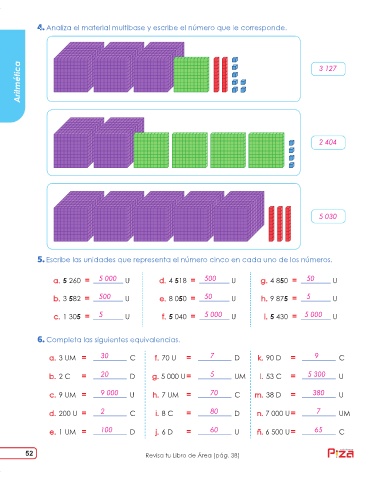 Aritmética
4. Analiza el material multibase y escribe el número que le corresponde.
3 127
2 404
5 030
5. Escribe las unidades que representa el número cinco en cada uno de los números.
a. 5 260 = 5 000 U d. 4 518 = 500 U g. 4 850 = 50 U
b. 3 582 = 500 U e. 8 050 = 50 U h. 9 875 = 5 U
c. 1 305 = 5 U f. 5 040 = 5 000 U i. 5 430 = 5 000 U
6. Completa las siguientes equivalencias.
a. 3 UM = 30 C f. 70 U = 7 D k. 90 D = 9 C
b. 2 C = 20 D g. 5 000 U = 5 UM l. 53 C = 5 300 U
c. 9 UM = 9 000 U h. 7 UM = 70 C m. 38 D = 380 U
d. 200 U = 2 C i. 8 C = 80 D n. 7 000 U = 7 UM
e. 1 UM = 100 D j. 6 D = 60 U ñ. 6 500 U = 65 C
52 Revisa tu Libro de Área (pág. 38)